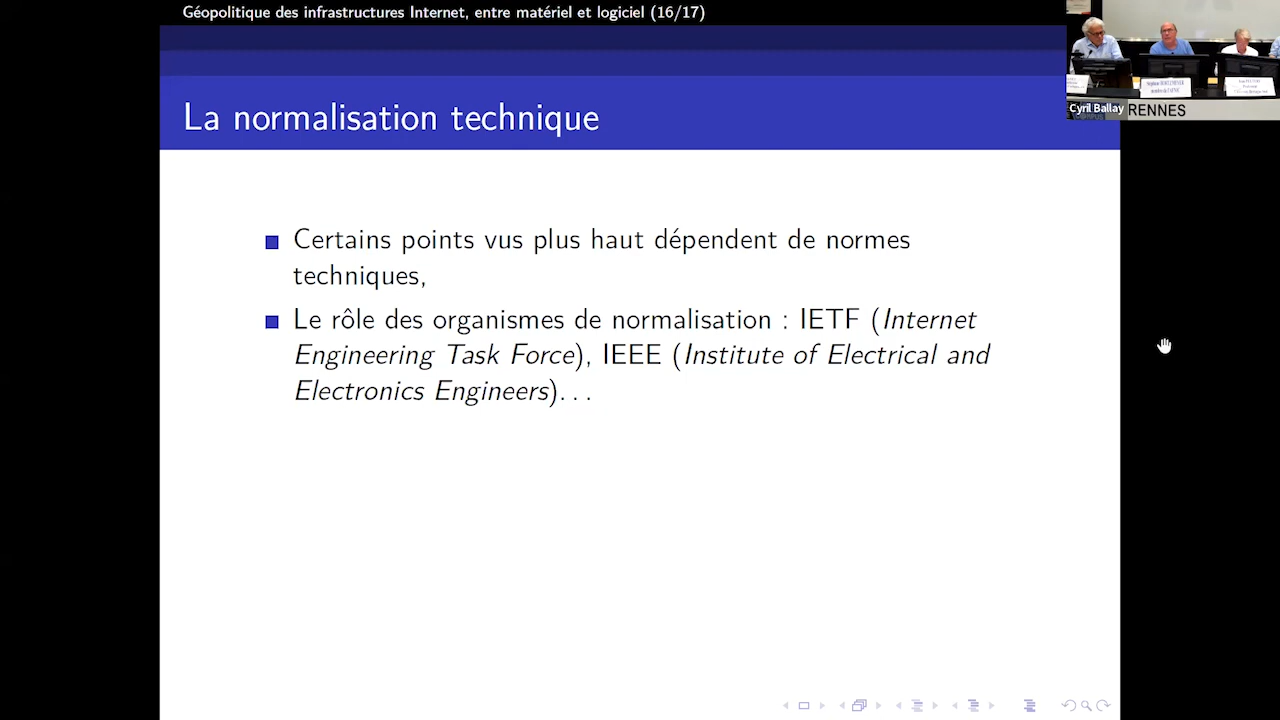 Géopolitique des infrastructures Internet, entre matériel et logiciel (16/17)
La normalisation technique
Certains points vus plus haut dépendent de normes
techniques,
Le rôle des organismes de normalisation : IETF (Internet
Engineering Task Force), IEEE (Institute of Electrical and
Electronics Engineers)...
Cyril Ballay
RENNES